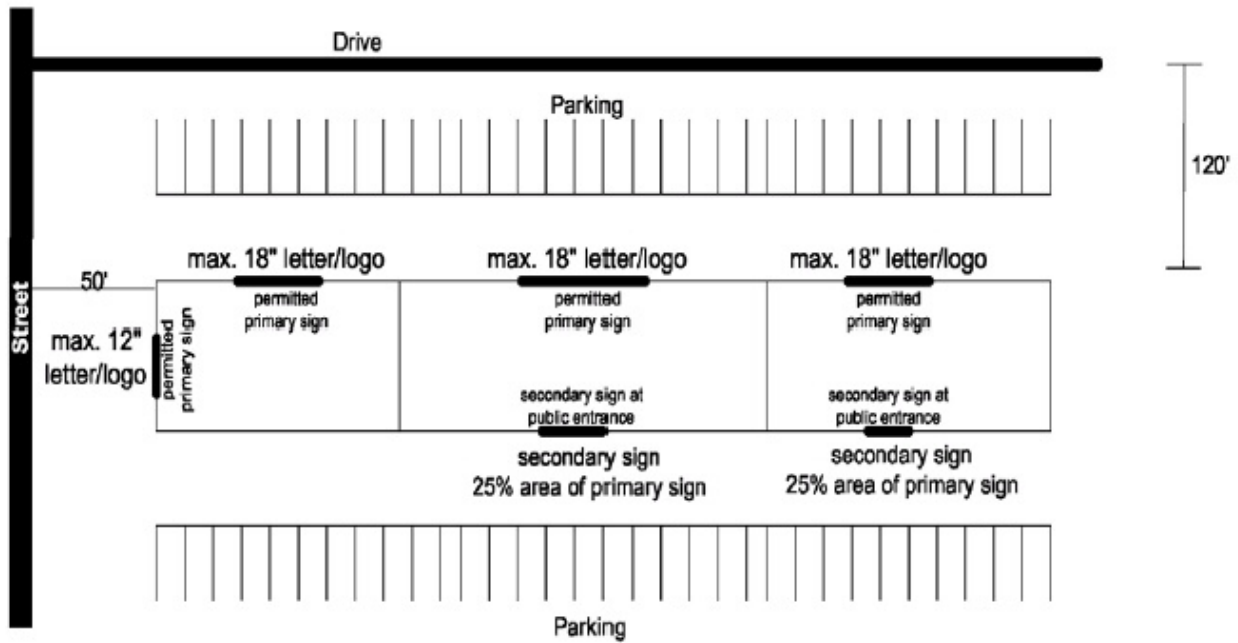 Drive
Parking
120'
max. 18" letter/logo
max. 18" letter/logo
max. 18" letter/logo
50'
permitted
primary sign
permitted
primary sign
permitted
primary sign
Street
max. 12"
letter/logo
permitted
primary sign
secondary sign at
public entrance
secondary sign at
public entrance
secondary sign
25% area of primary sign
secondary sign
25% area of primary sign
Parking